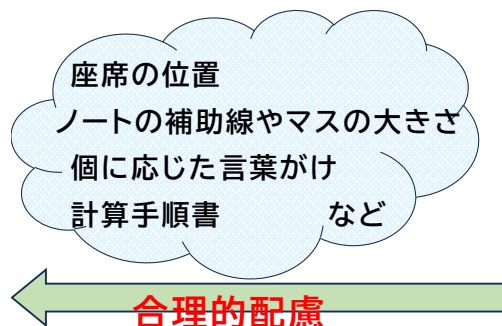 座席の位置
ノートの補助線やマスの大きさ
個に応じた言葉がけ
計算手順書　　　　など
合理的配慮